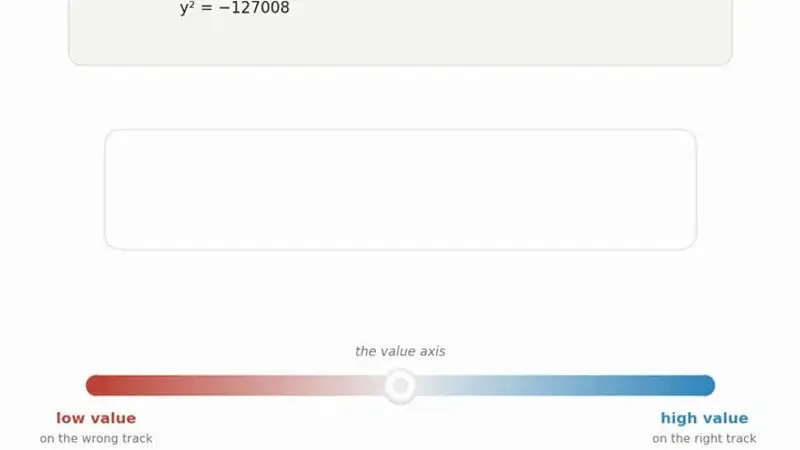 y² = −127008
the value axis
low value
high value
on the wrong track
on the right track